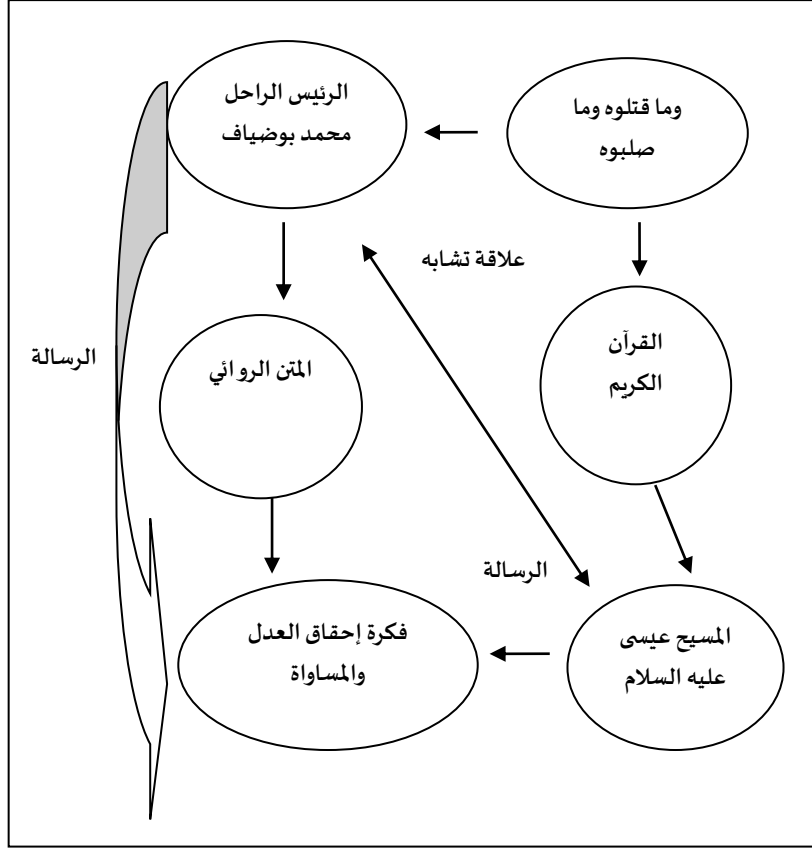 وما قتلوه وما
صلبوه
الرئيس الراحل
محمد بوضياف
علاقة تشابه
القرآن
الكريم
المتن الروائي
الرسالة
الرسالة
المسيح عيسى
عليه السلام
فكرة إحقاق العدل
والمساواة